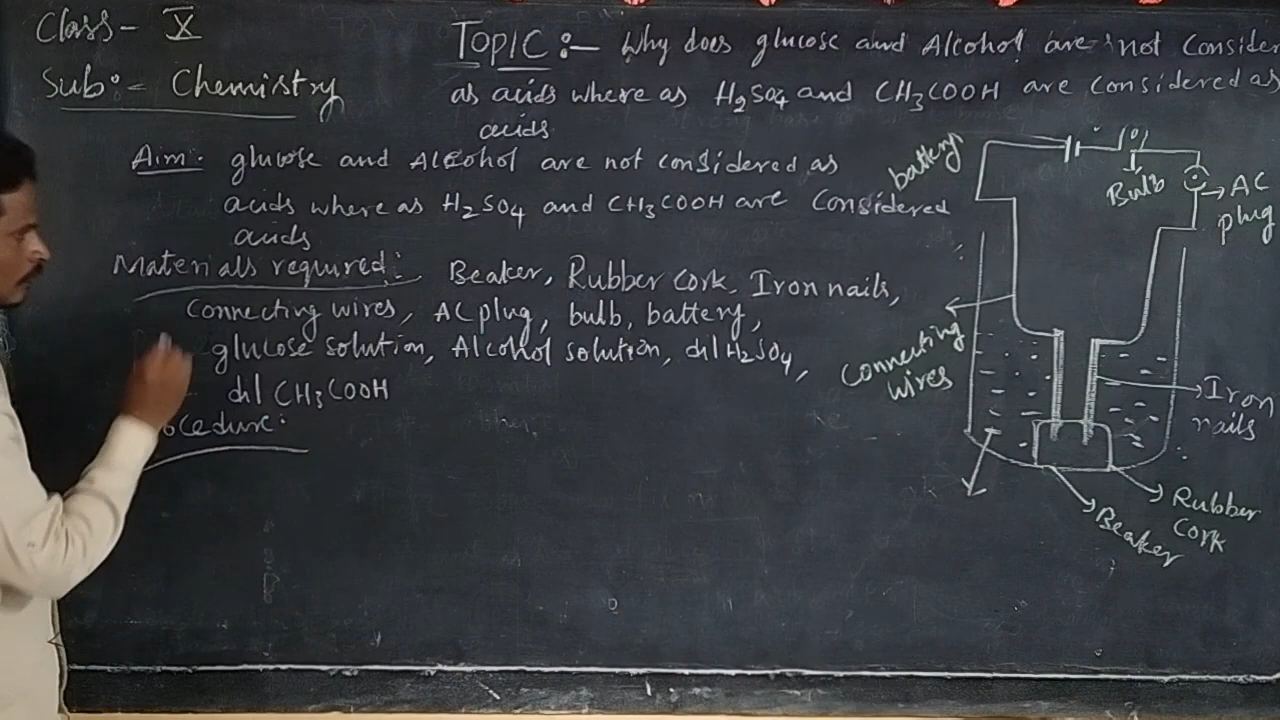 Class - X
Sub :- Chemistry
TOPIC :- Why does glucose and Alcohol are not Consider
as acids where as H₂SO₄ and CH₃COOH are Considered as
acids
Aim: glucose and Alcohol are not considered as
acids where as H₂SO₄ and CH₃COOH are Considered
acids
Materials required: Beaker, Rubber cork, Iron nails,
Connecting wires, AC plug, bulb, battery,
glucose solution, Alcohol solution, dil H₂SO₄,
dil CH₃COOH
ocedure:
battery
Bulb
AC
plug
connecting
wires
Iron
nails
Rubber
cork
Beaker